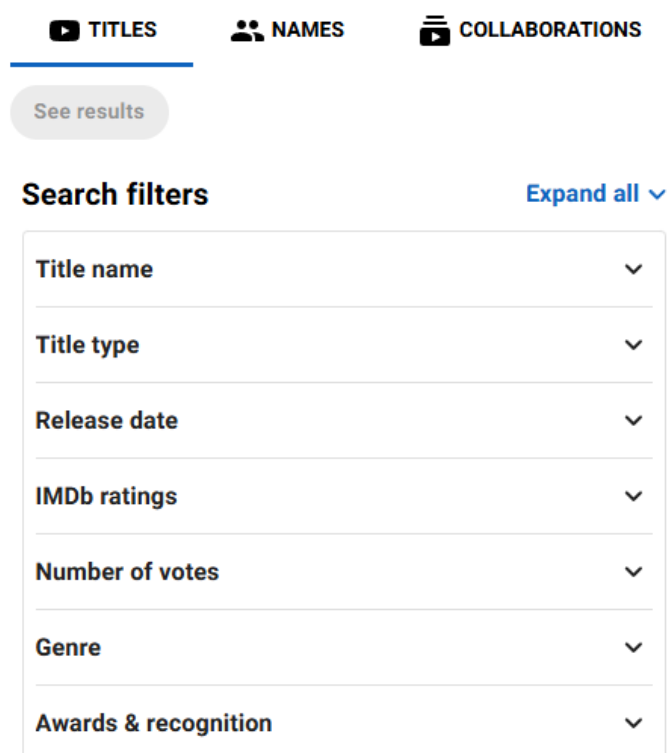 TITLES NAMES COLLABORATIONS
See results
Search filters Expand all
Title name
Title type
Release date
IMDb ratings
Number of votes
Genre
Awards & recognition